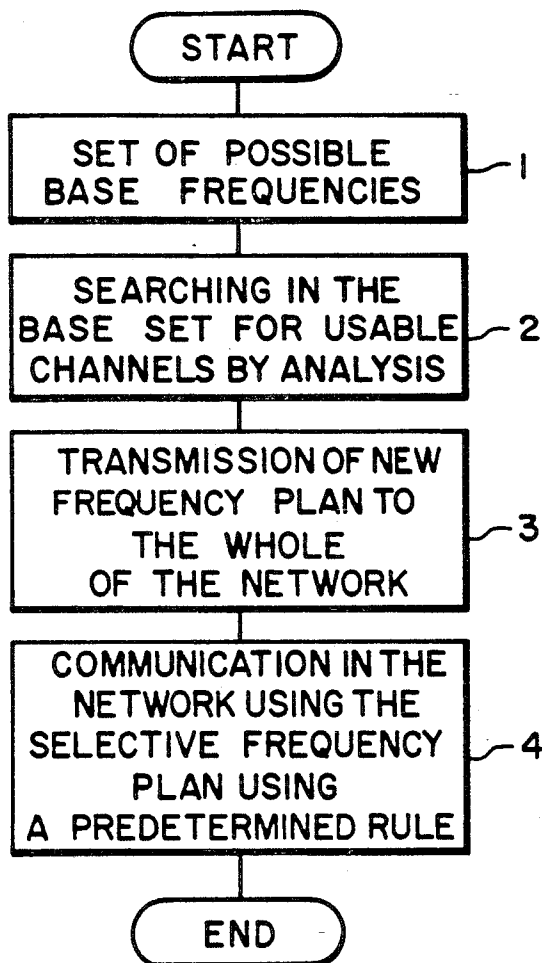 START
SET OF POSSIBLE
BASE FREQUENCIES
1
SEARCHING IN THE
BASE SET FOR USABLE
CHANNELS BY ANALYSIS
2
TRANSMISSION OF NEW
FREQUENCY PLAN TO
THE WHOLE
OF THE NETWORK
3
COMMUNICATION IN THE
NETWORK USING THE
SELECTIVE FREQUENCY
PLAN USING
A PREDETERMINED RULE
4
END